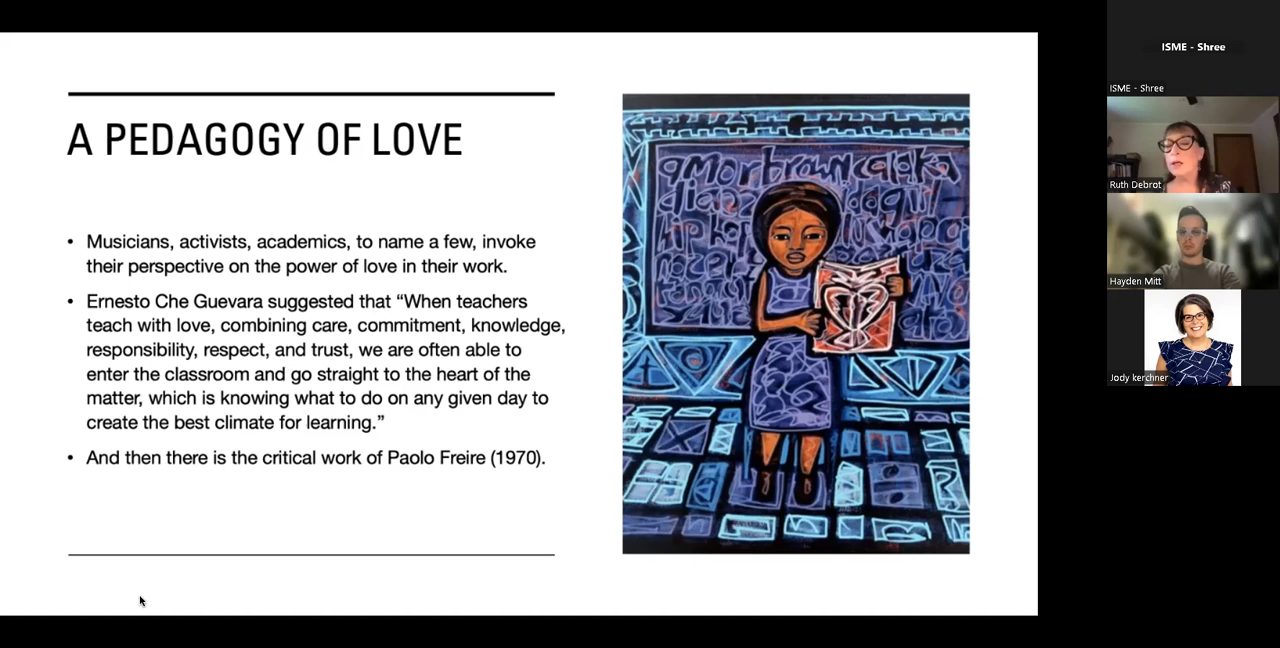 A PEDAGOGY OF LOVE
• Musicians, activists, academics, to name a few, invoke
their perspective on the power of love in their work.
• Ernesto Che Guevara suggested that “When teachers
teach with love, combining care, commitment, knowledge,
responsibility, respect, and trust, we are often able to
enter the classroom and go straight to the heart of the
matter, which is knowing what to do on any given day to
create the best climate for learning.”
• And then there is the critical work of Paolo Freire (1970).
amor brown
ISME - Shree
ISME - Shree
Ruth Debrot
Hayden Mitt
Jody kerchner